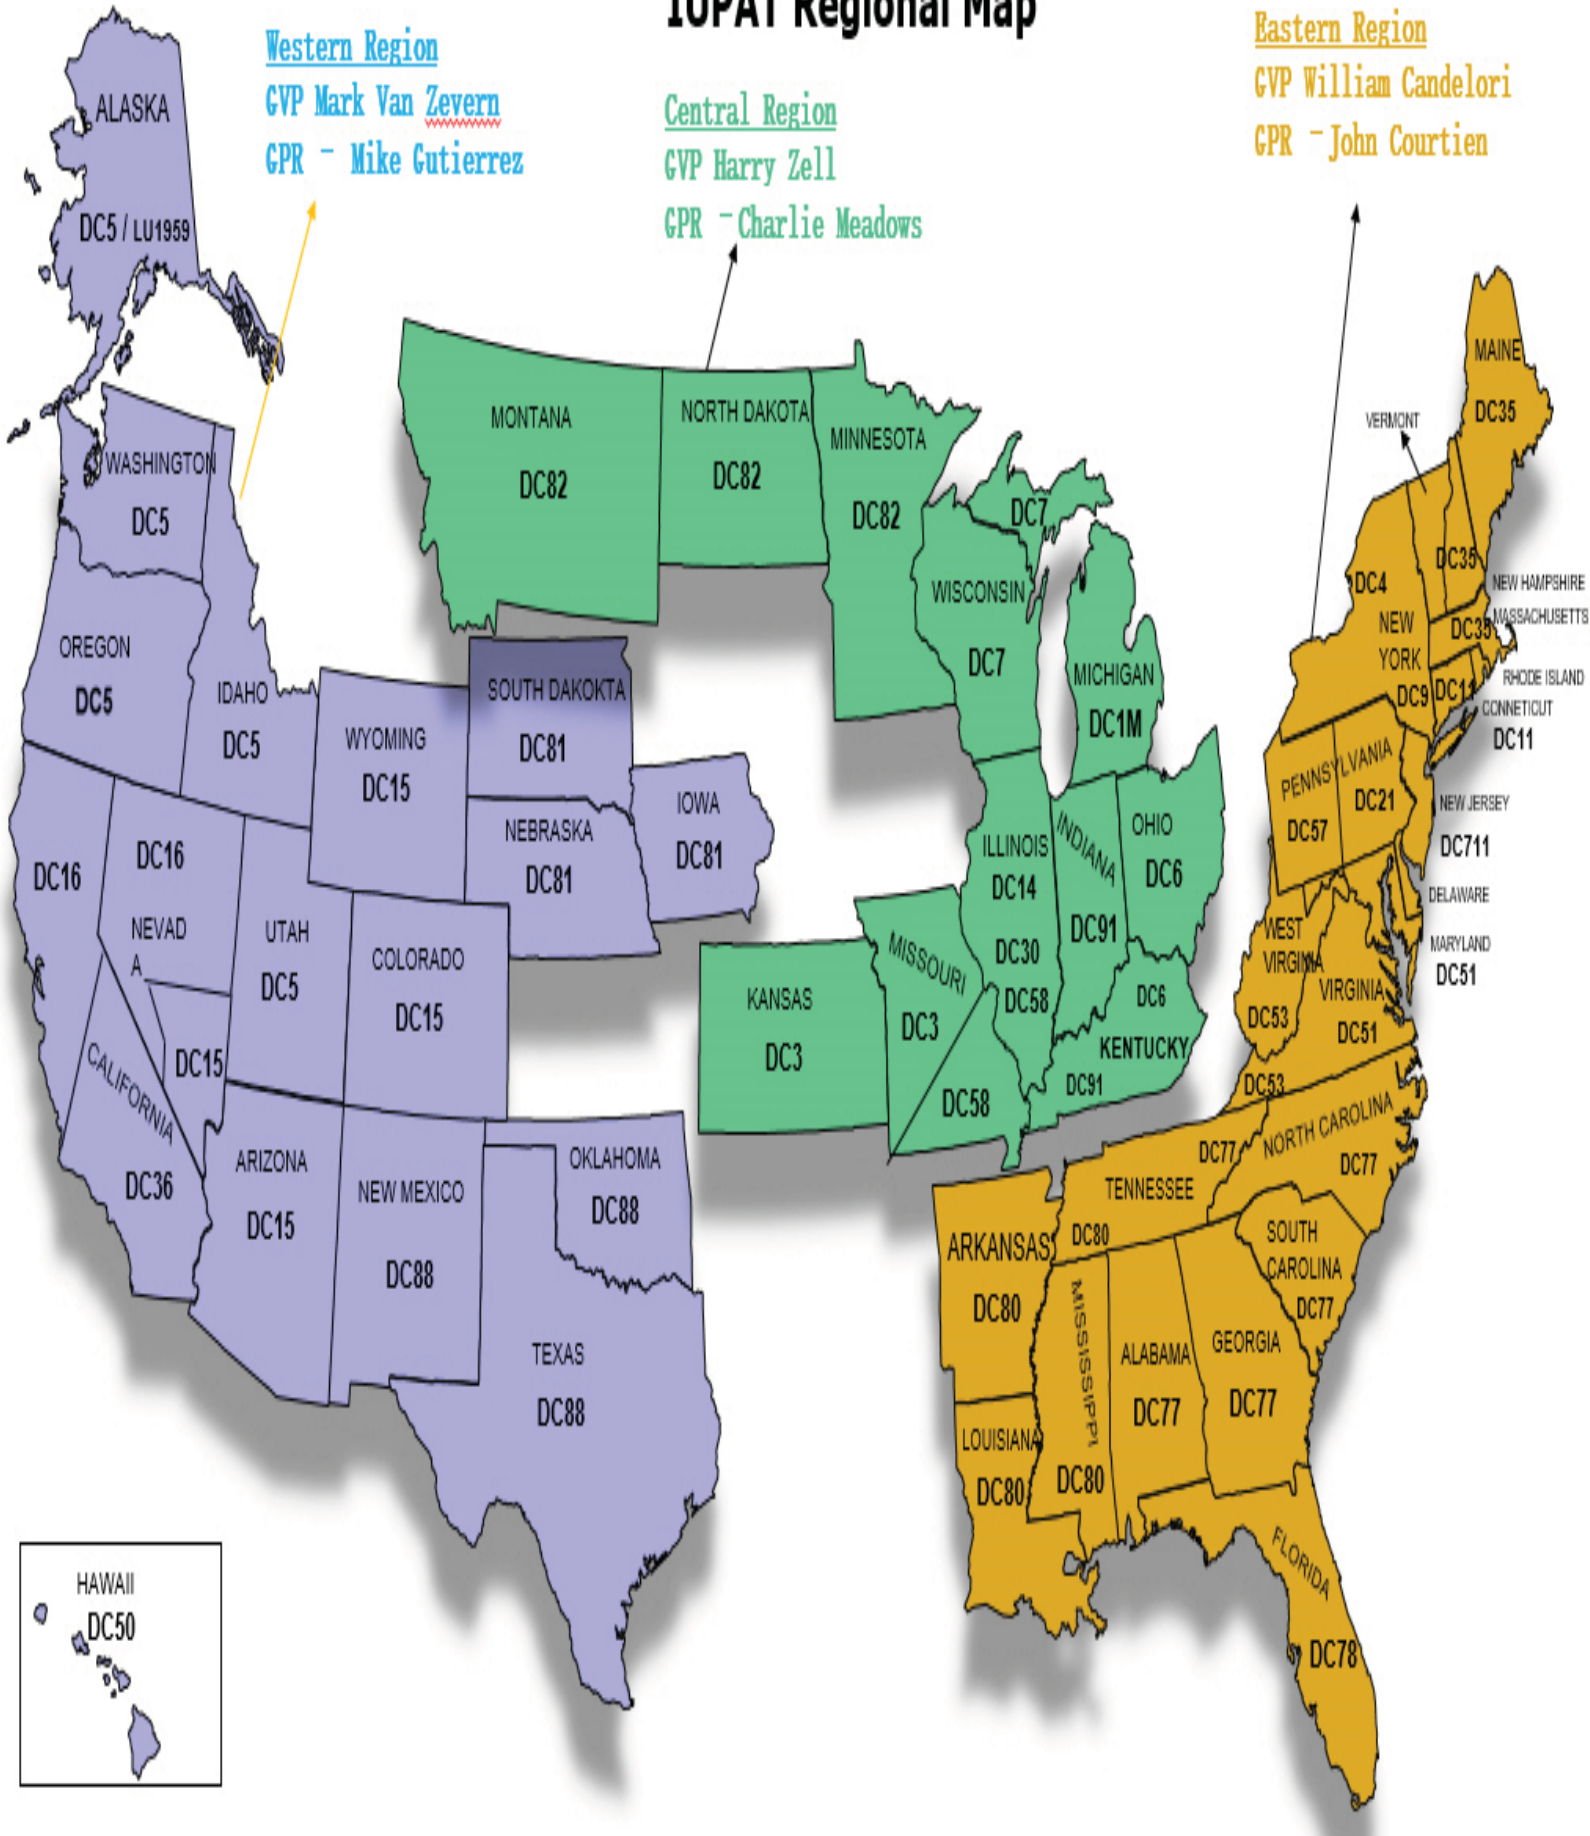 IUPAT Regional Map
Western Region
GVP Mark Van Zevern
GPR - Mike Gutierrez
Central Region
GVP Harry Zell
GPR -Charlie Meadows
Eastern Region
GVP William Candelori
GPR -John Courtien
ALASKA
DC5 / LU1959
WASHINGTON
DC5
OREGON
DC5
IDAHO
DC5
WYOMING
DC15
SOUTH DAKOKTA
DC81
NEBRASKA
DC81
IOWA
DC81
DC16
DC16
NEVAD
A
DC15
CALIFORNIA
DC36
UTAH
DC5
COLORADO
DC15
ARIZONA
DC15
NEW MEXICO
DC88
OKLAHOMA
DC88
TEXAS
DC88
HAWAII
DC50
MONTANA
DC82
NORTH DAKOTA
DC82
MINNESOTA
DC82
DC7
WISCONSIN
DC7
MICHIGAN
DC1M
ILLINOIS
DC14
DC30
DC58
INDIANA
DC91
OHIO
DC6
KANSAS
DC3
MISSOURI
DC3
DC58
DC6
KENTUCKY
DC91
MAINE
DC35
VERMONT
DC35
NEW HAMPSHIRE
MASSACHUSETTS
DC35
DC4
NEW
YORK
DC9
DC11
RHODE ISLAND
CONNETICUT
DC11
PENNSYLVANIA
DC57
DC21
NEW JERSEY
DC711
DELAWARE
MARYLAND
DC51
WEST
VIRGINIA
DC53
VIRGINIA
DC51
DC53
NORTH CAROLINA
DC77
DC77
TENNESSEE
DC80
SOUTH
CAROLINA
DC77
ARKANSAS
DC80
MISSISSIPPI
DC80
ALABAMA
DC77
GEORGIA
DC77
LOUISIANA
DC80
FLORIDA
DC78